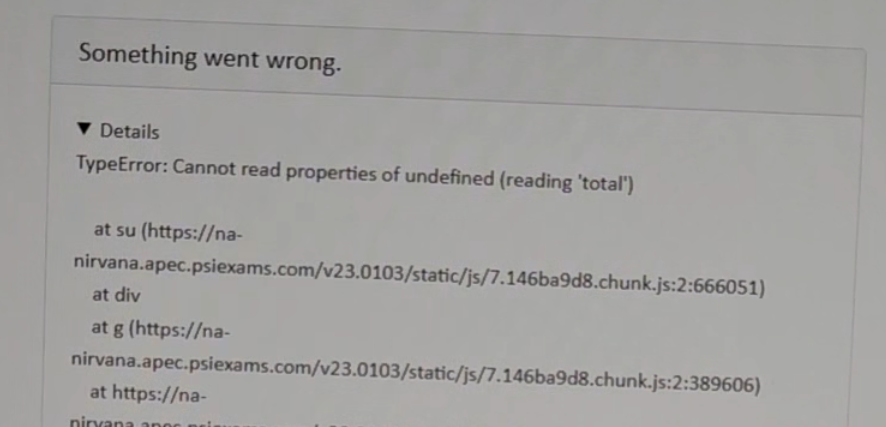 Something went wrong.
▼ Details
TypeError: Cannot read properties of undefined (reading 'total')
at su (https://na-
nirvana.apec.psiexams.com/v23.0103/static/js/7.146ba9d8.chunk.js:2:666051)
at div
at g (https://na-
nirvana.apec.psiexams.com/v23.0103/static/js/7.146ba9d8.chunk.js:2:389606)
at https://na-